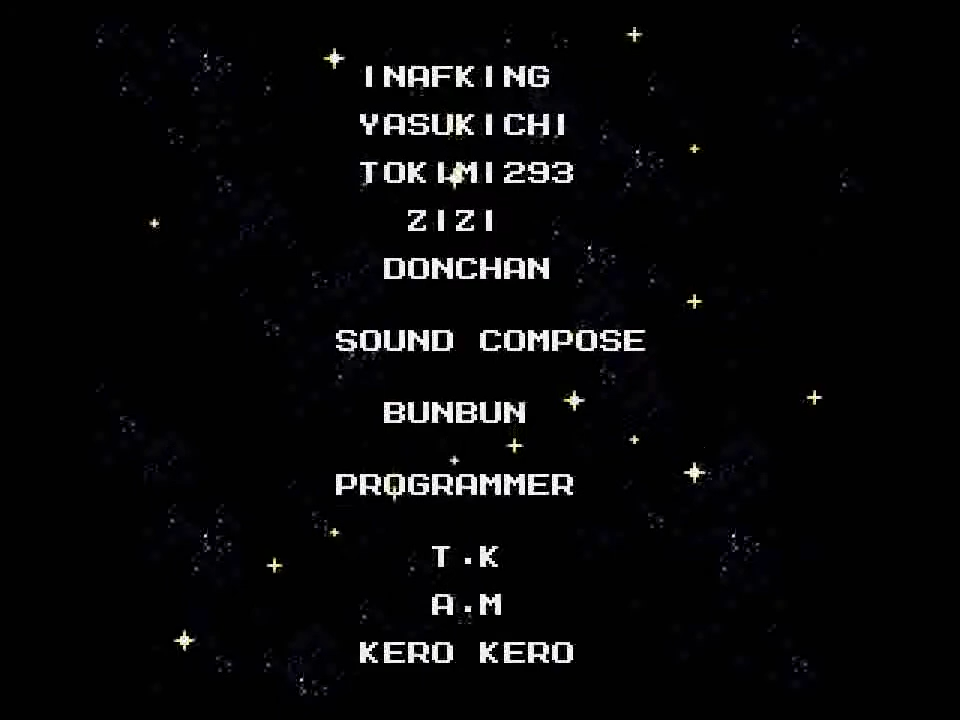 INAFKING
YASUKICHI
TOKIMI293
ZIZI
DONCHAN
SOUND COMPOSE
BUNBUN
PROGRAMMER
T.K
A.M
KERO KERO